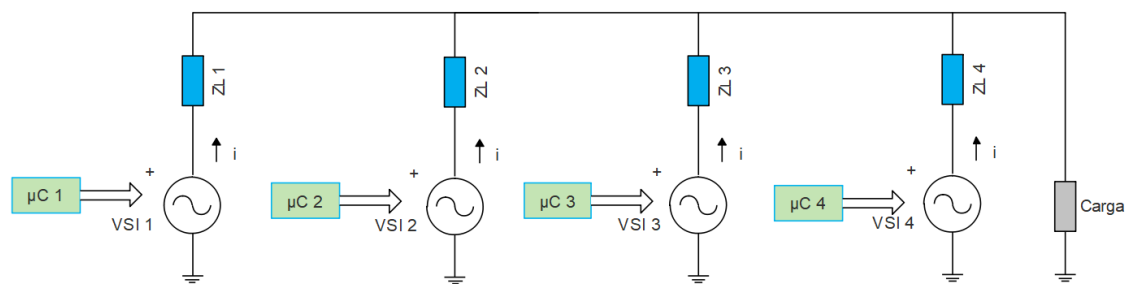 ZL 1
ZL 2
ZL 3
ZL 4
i
i
i
i
+
+
+
+
µC 1
µC 2
µC 3
µC 4
VSI 1
VSI 2
VSI 3
VSI 4
Carga